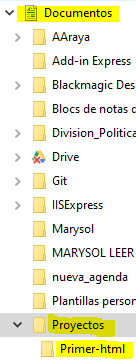 Documentos
AAraya
Add-in Express
Blackmagic Des
Blocs de notas d
Division_Politica
Drive
Git
IISExpress
Marysol
MARYSOL LEER
nueva_agenda
Plantillas person
Proyectos
Primer-html